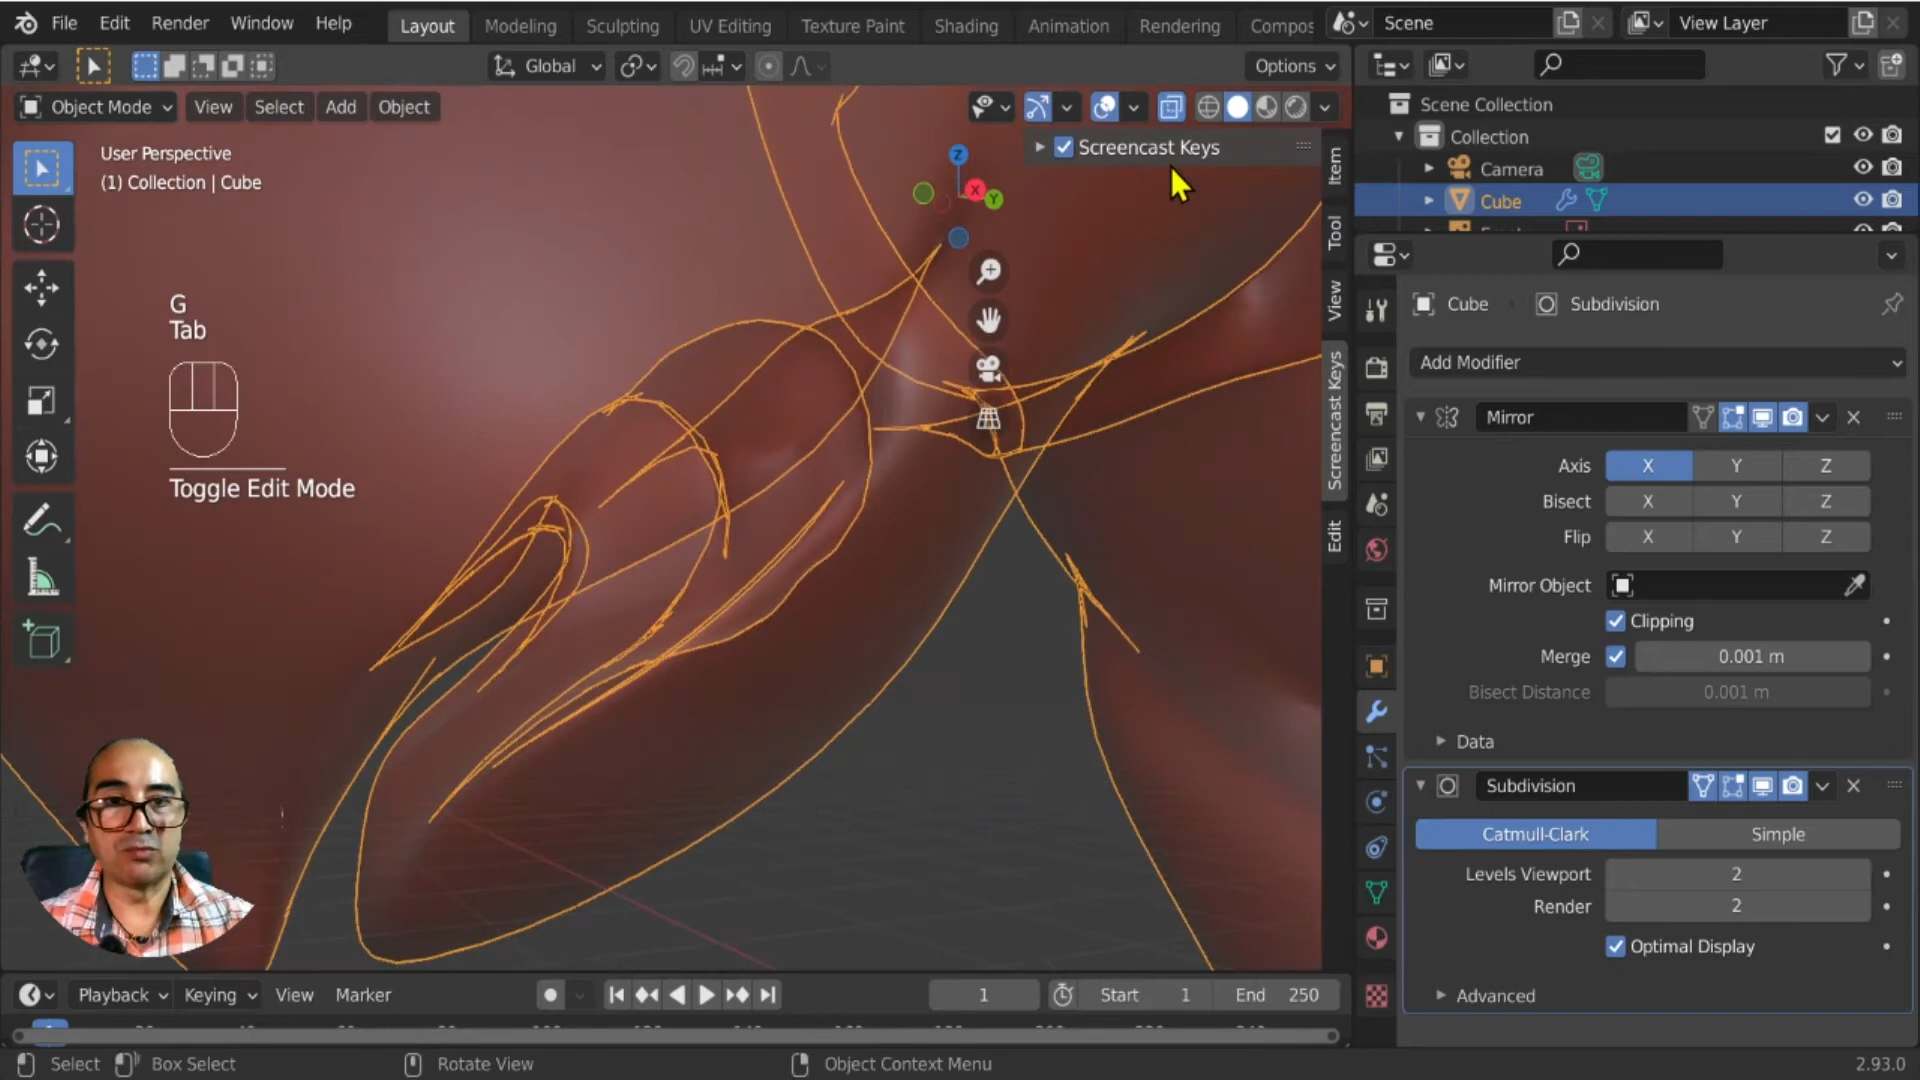 File Edit Render Window Help Layout Modeling Sculpting UV Editing Texture Paint Shading Animation Rendering Compos Scene View Layer
Global Options
Object Mode View Select Add Object
Scene Collection
Collection
Camera
Cube
User Perspective
(1) Collection | Cube
Screencast Keys
Z
X
Y
Item
Tool
View
Screencast Keys
Edit
G
Tab
Toggle Edit Mode
Cube Subdivision
Add Modifier
Mirror
Axis X Y Z
Bisect X Y Z
Flip X Y Z
Mirror Object
Clipping
Merge 0.001 m
Bisect Distance 0.001 m
Data
Subdivision
Catmull-Clark Simple
Levels Viewport 2
Render 2
Optimal Display
Advanced
Playback Keying View Marker 1 Start 1 End 250
Select Box Select Rotate View Object Context Menu 2.93.0